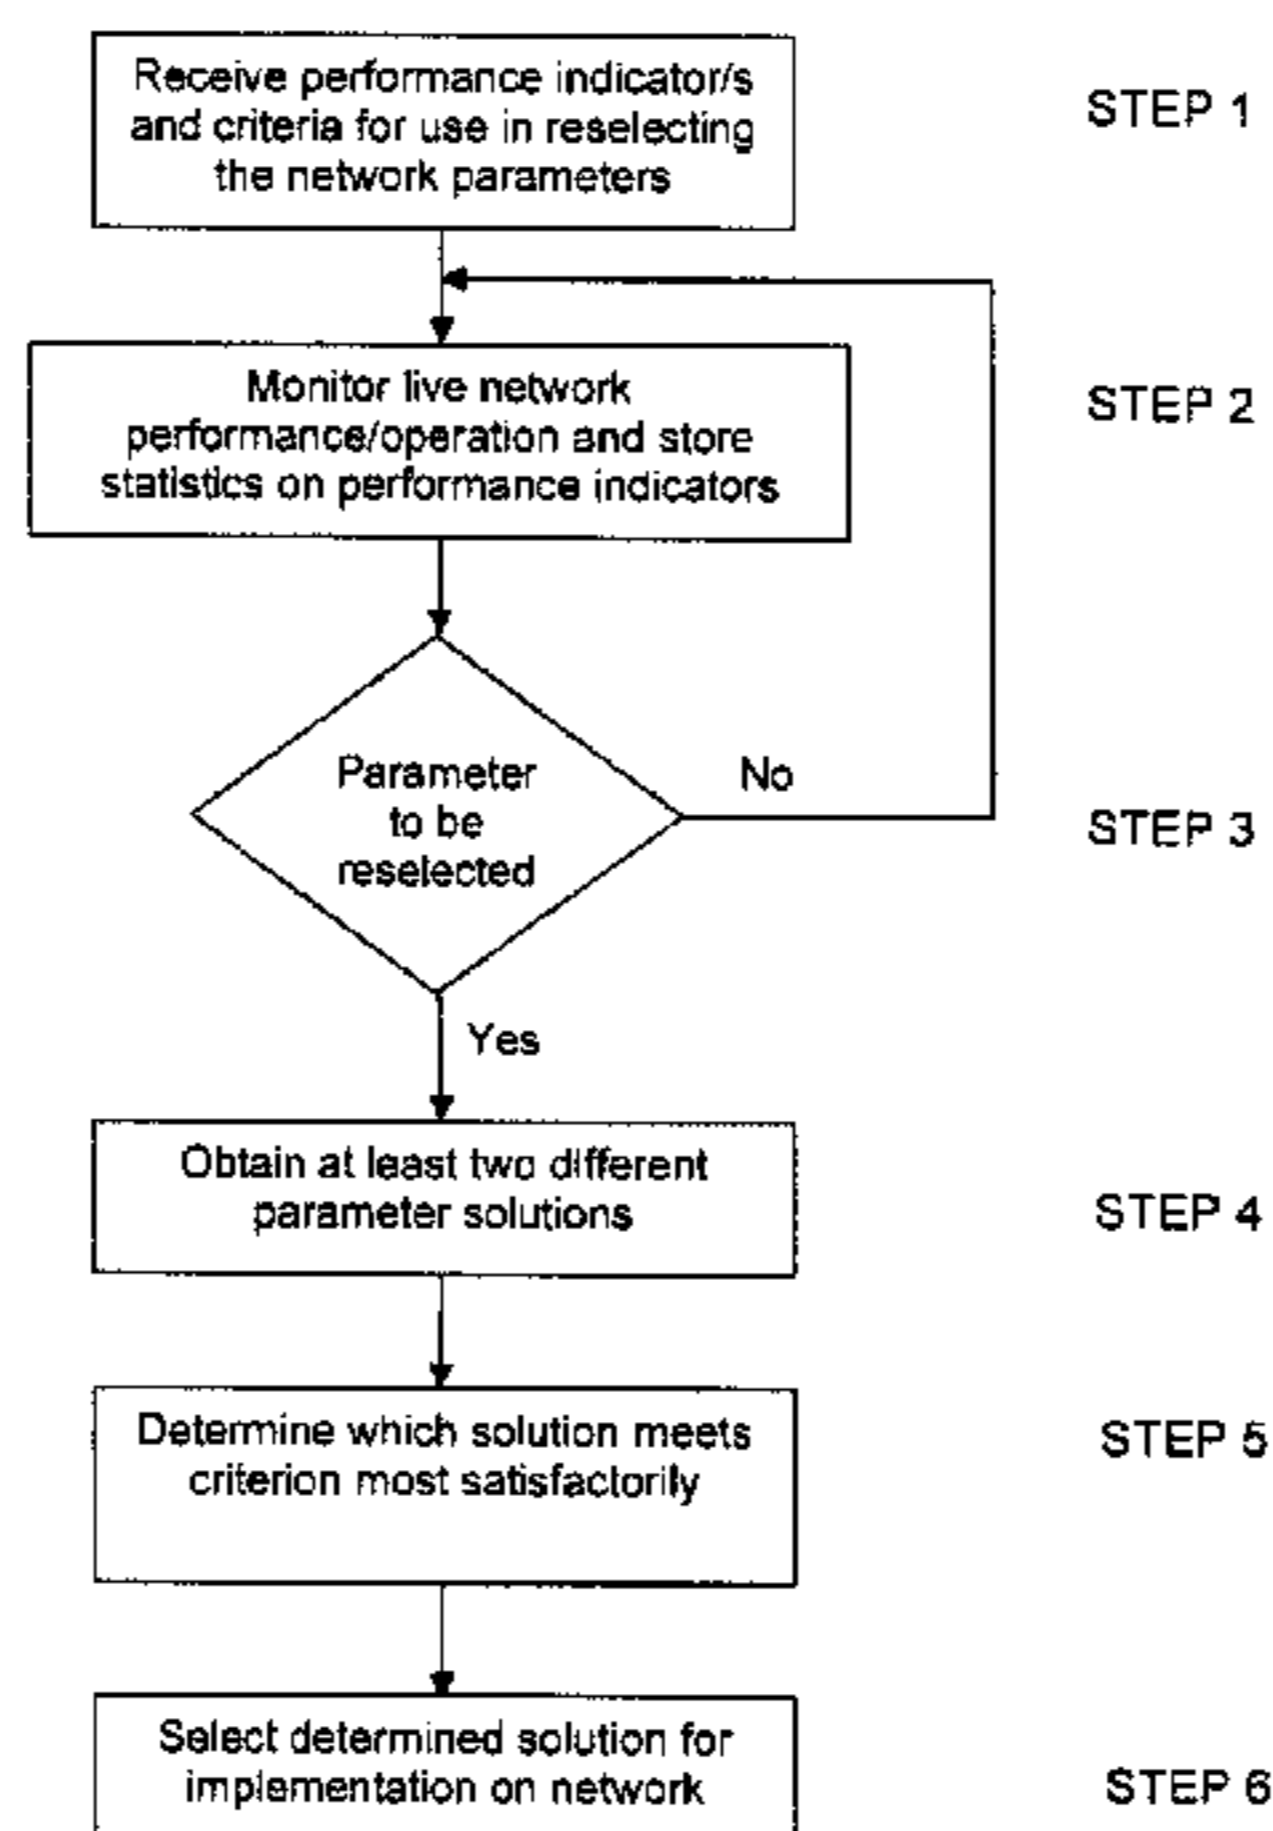 Receive performance indicator/s
and criteria for use in reselecting
the network parameters
STEP 1
Monitor live network
performance/operation and store
statistics on performance indicators
STEP 2
Parameter
to be
reselected
No
STEP 3
Yes
Obtain at least two different
parameter solutions
STEP 4
Determine which solution meets
criterion most satisfactorily
STEP 5
Select determined solution for
implementation on network
STEP 6